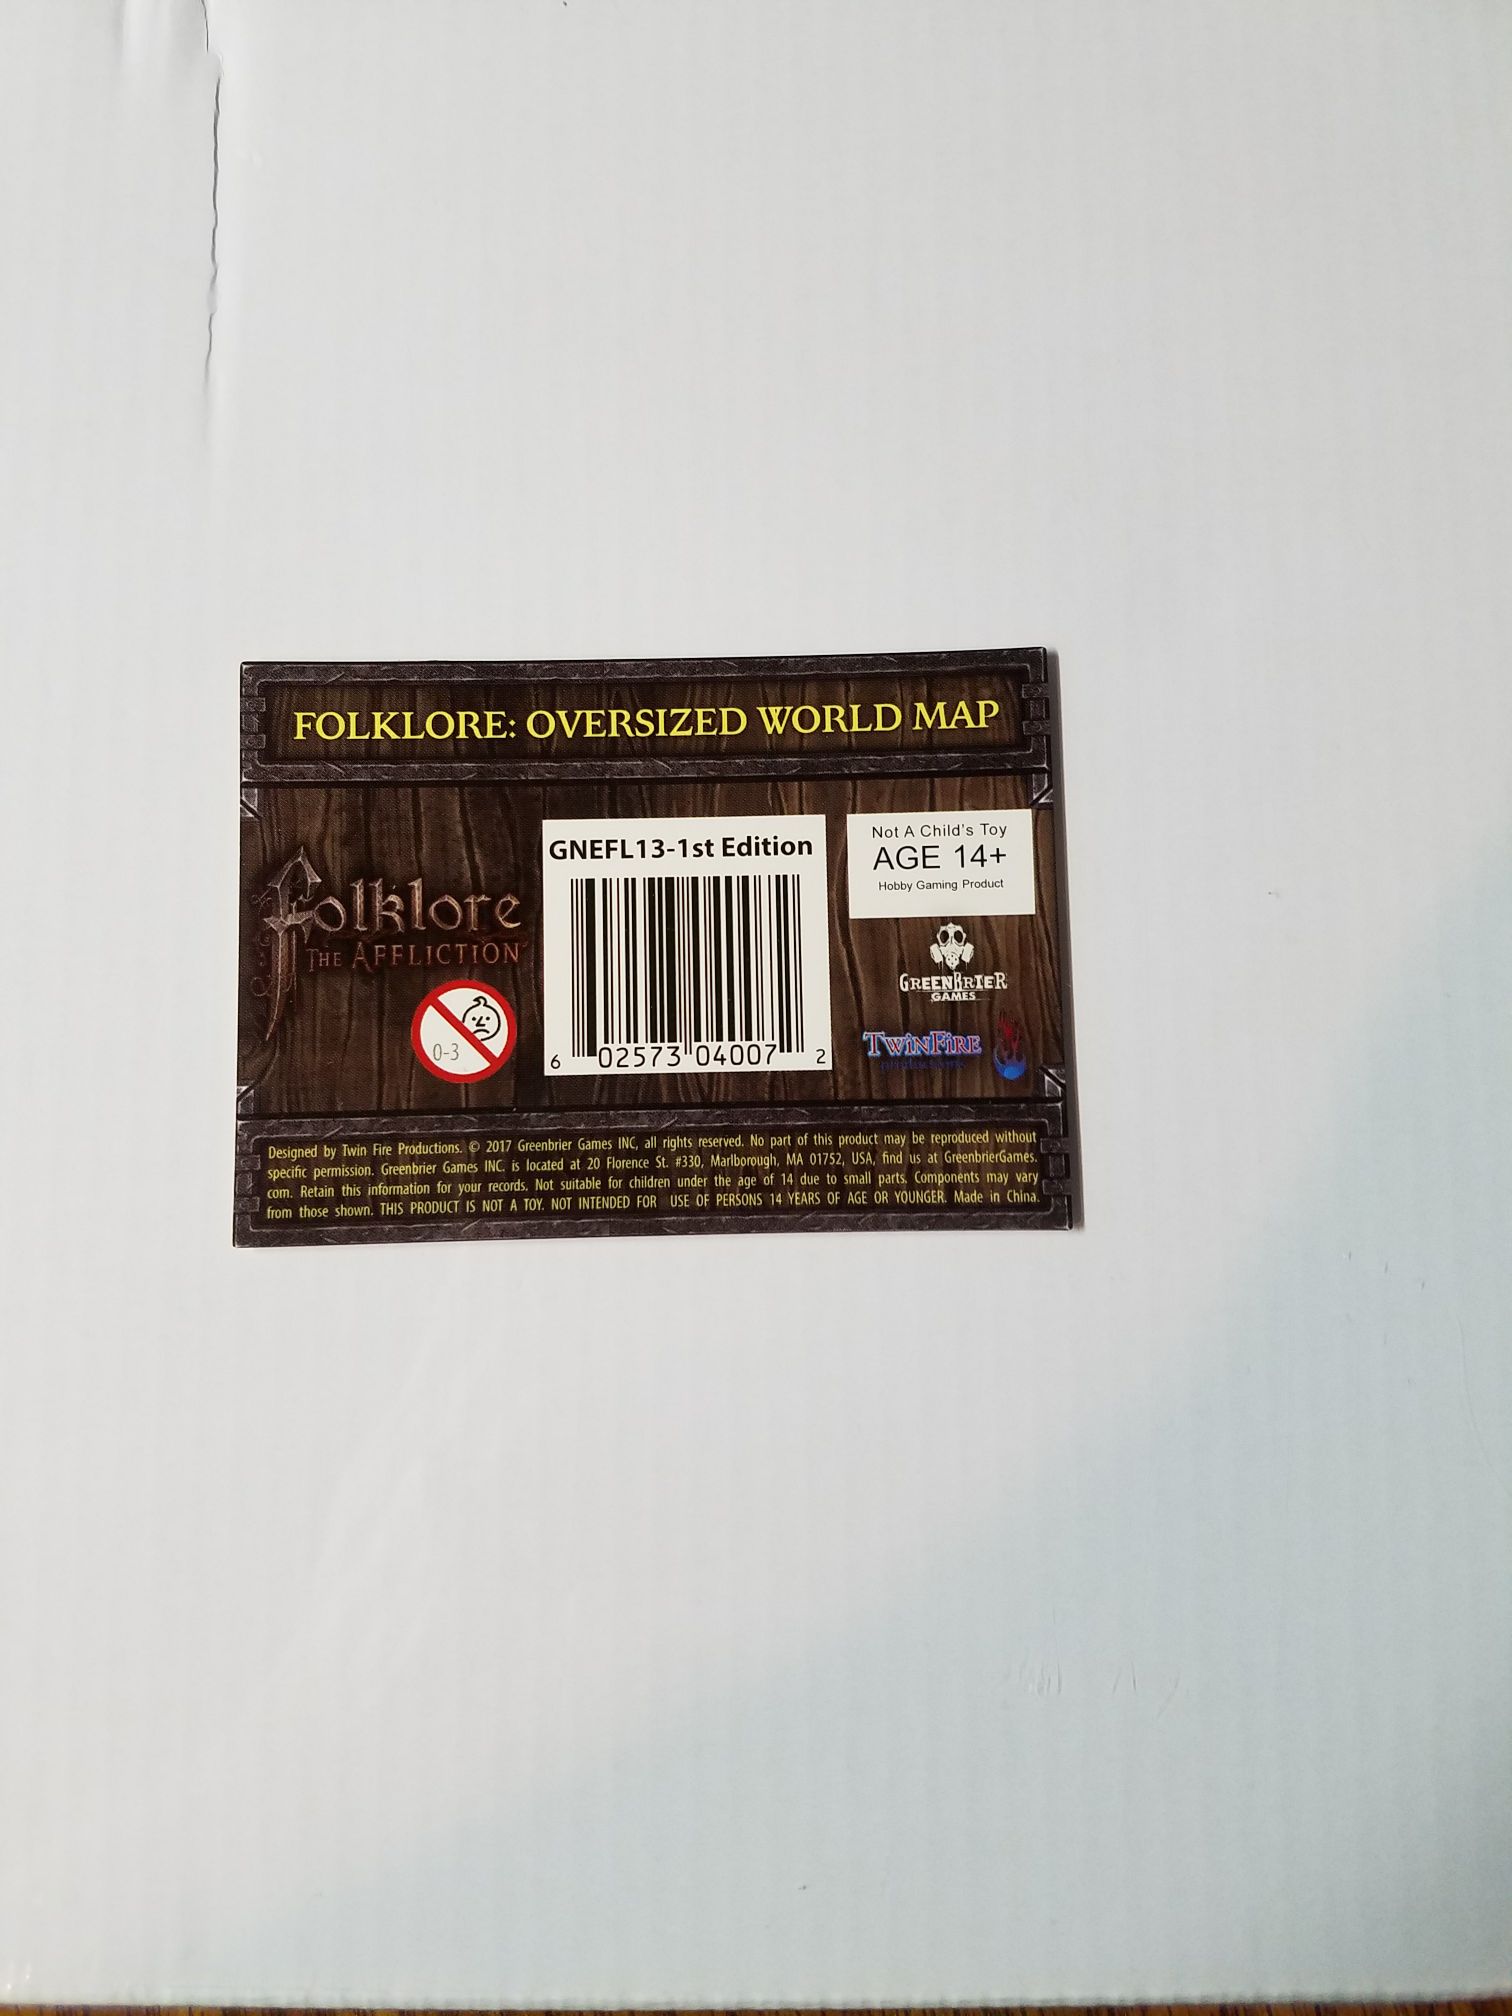 FOLKLORE: OVERSIZED WORLD MAP
Folklore
THE AFFLICTION
0-3
GNEFL13-1st Edition
6 02573 04007 2
Not A Child's Toy
AGE 14+
Hobby Gaming Product
GREENBRIER
GAMES
TWINFIRE
Designed by Twin Fire Productions. © 2017 Greenbrier Games INC, all rights reserved. No part of this product may be reproduced without
specific permission. Greenbrier Games INC. is located at 20 Florence St. #330, Marlborough, MA 01752, USA, find us at GreenbrierGames.
com. Retain this information for your records. Not suitable for children under the age of 14 due to small parts. Components may vary
from those shown. THIS PRODUCT IS NOT A TOY. NOT INTENDED FOR USE OF PERSONS 14 YEARS OF AGE OR YOUNGER. Made in China.